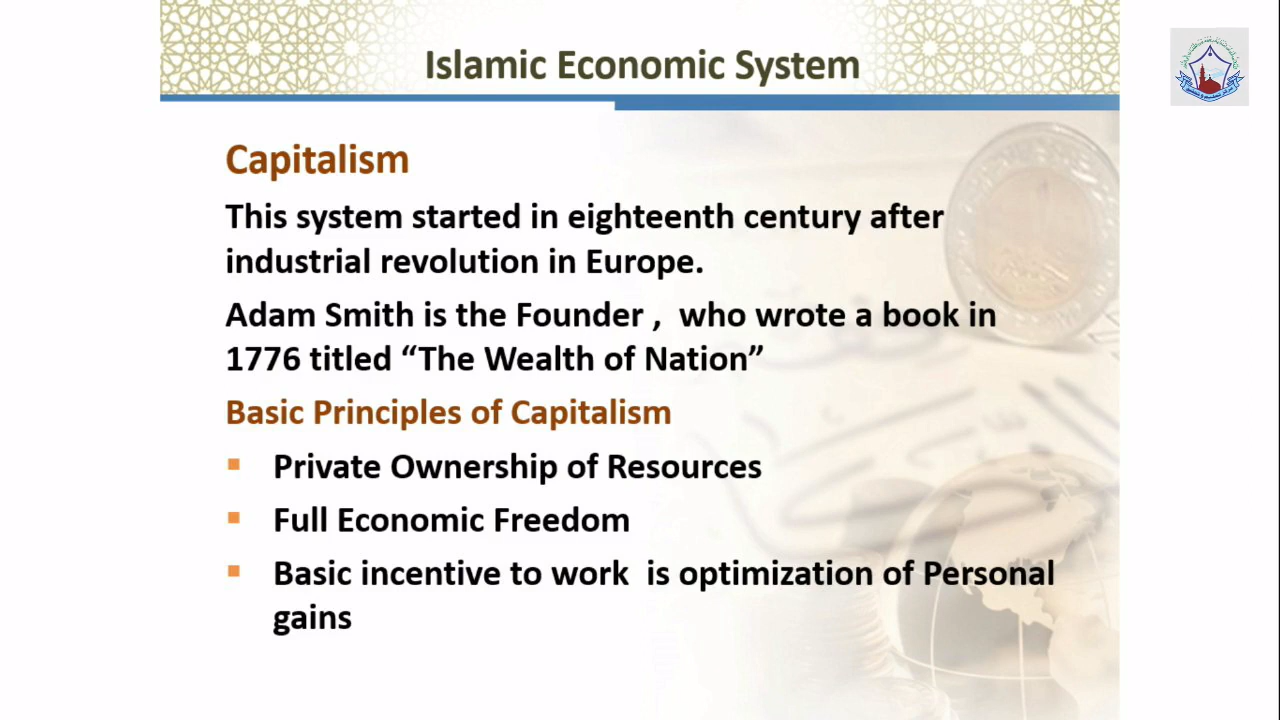 Islamic Economic System
Capitalism
This system started in eighteenth century after
industrial revolution in Europe.
Adam Smith is the Founder , who wrote a book in
1776 titled “The Wealth of Nation”
Basic Principles of Capitalism
▪ Private Ownership of Resources
▪ Full Economic Freedom
▪ Basic incentive to work is optimization of Personal
gains